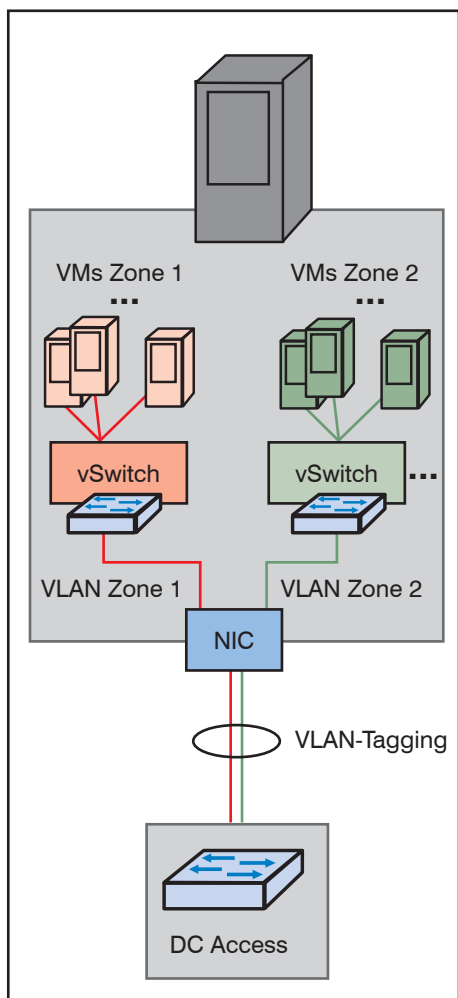 VMs Zone 1
VMs Zone 2
...
...
vSwitch
vSwitch
...
VLAN Zone 1
VLAN Zone 2
NIC
VLAN-Tagging
DC Access